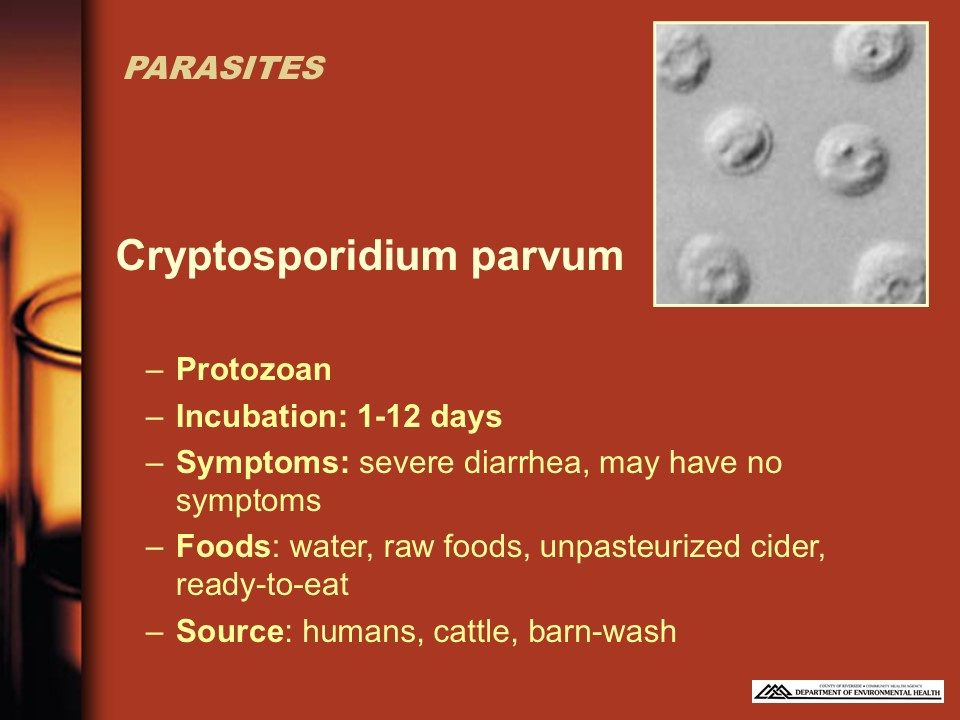 PARASITES
Cryptosporidium parvum
– Protozoan
– Incubation: 1-12 days
– Symptoms: severe diarrhea, may have no
symptoms
– Foods: water, raw foods, unpasteurized cider,
ready-to-eat
– Source: humans, cattle, barn-wash
COUNTY OF RIVERSIDE • COMMUNITY HEALTH AGENCY
DEPARTMENT OF ENVIRONMENTAL HEALTH